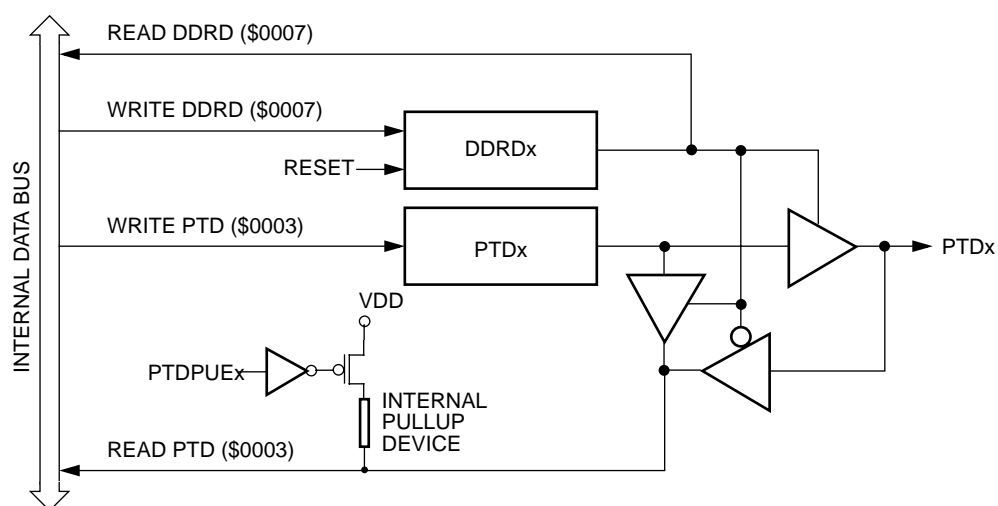 READ DDRD ($0007)
WRITE DDRD ($0007)
DDRDx
RESET
WRITE PTD ($0003)
PTDx
PTDx
INTERNAL DATA BUS
VDD
PTDPUEx
INTERNAL
PULLUP
DEVICE
READ PTD ($0003)